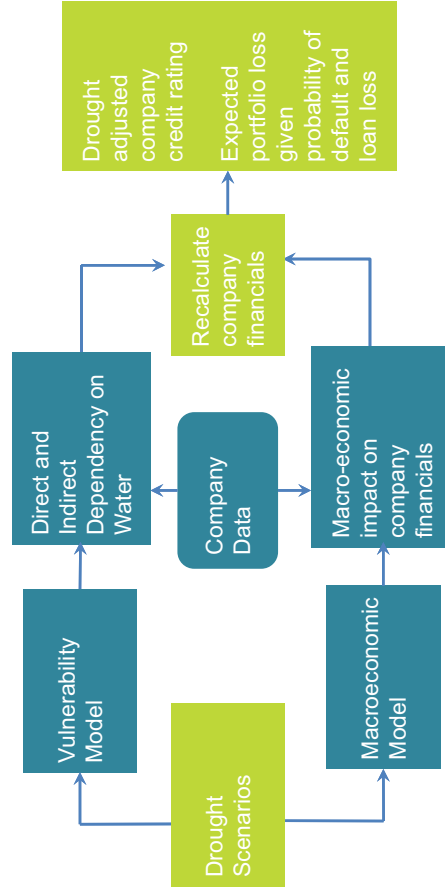 Drought
Scenarios
Vulnerability
Model
Macroeconomic
Model
Direct and
Indirect
Dependency on
Water
Company
Data
Macro-economic
impact on
company
financials
Recalculate
company
financials
Drought
adjusted
company
credit rating
Expected
portfolio loss
given
probability of
default and
loan loss